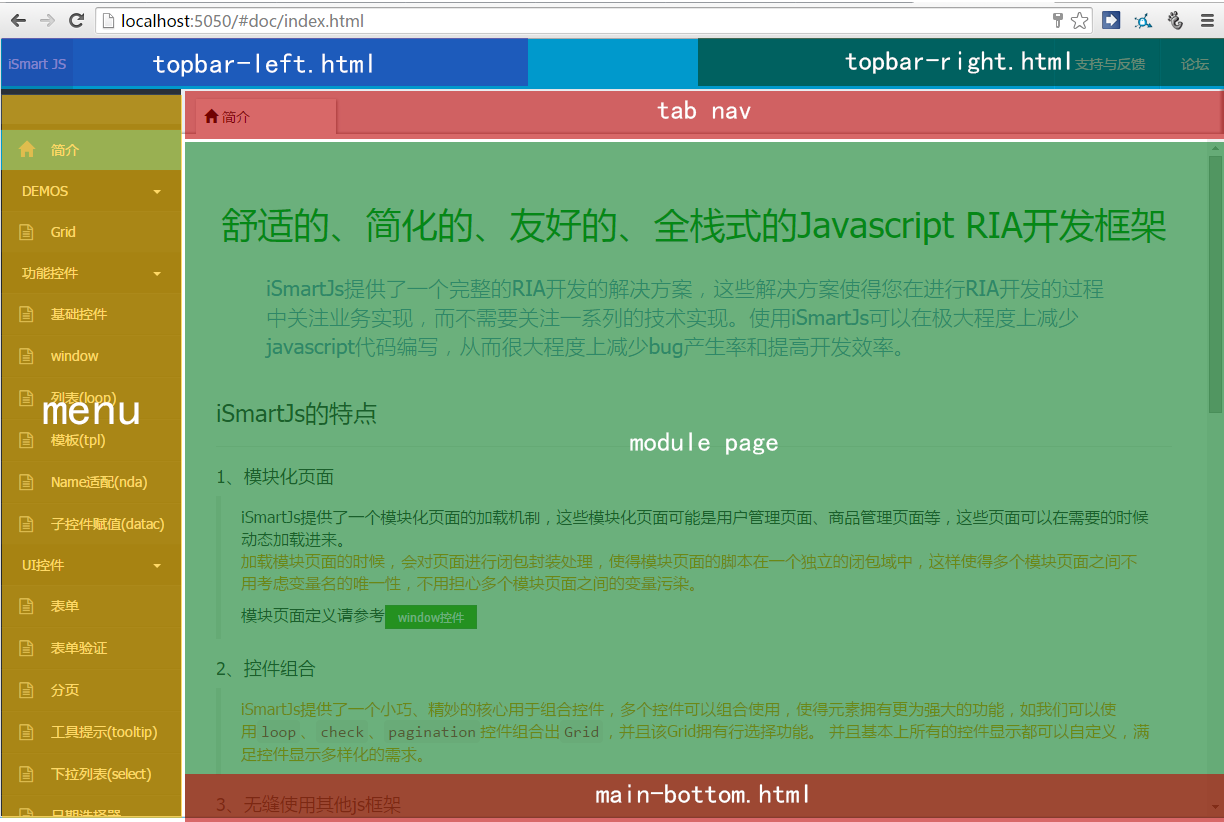 localhost:5050/#doc/index.html
iSmart JS
topbar-left.html
topbar-right.html
支持与反馈
论坛
简介
tab nav
简介
DEMOS
Grid
功能控件
基础控件
window
列表(loop)
menu
模板(tpl)
Name适配(nda)
子控件赋值(datac)
UI控件
表单
表单验证
分页
工具提示(tooltip)
下拉列表(select)
日期选择器
舒适的、简化的、友好的、全栈式的Javascript RIA开发框架
iSmartJs提供了一个完整的RIA开发的解决方案，这些解决方案使得您在进行RIA开发的过程
中关注业务实现，而不需要关注一系列的技术实现。使用iSmartJs可以在极大程度上减少
javascript代码编写，从而很大程度上减少bug产生率和提高开发效率。
iSmartJs的特点
module page
1、模块化页面
iSmartJs提供了一个模块化页面的加载机制，这些模块化页面可能是用户管理页面、商品管理页面等，这些页面可以在需要的时候
动态加载进来。
加载模块页面的时候，会对页面进行闭包封装处理，使得模块页面的脚本在一个独立的闭包域中，这样使得多个模块页面之间不
用考虑变量名的唯一性，不用担心多个模块页面之间的变量污染。
模块页面定义请参考 window控件
2、控件组合
iSmartJs提供了一个小巧、精妙的核心用于组合控件，多个控件可以组合使用，使得元素拥有更为强大的功能，如我们可以使
用 loop 、 check 、 pagination 控件组合出 Grid ，并且该Grid拥有行选择功能。 并且基本上所有的控件显示都可以自定义，满
足控件显示多样化的需求。
3、无缝使用其他js框架
main-bottom.html